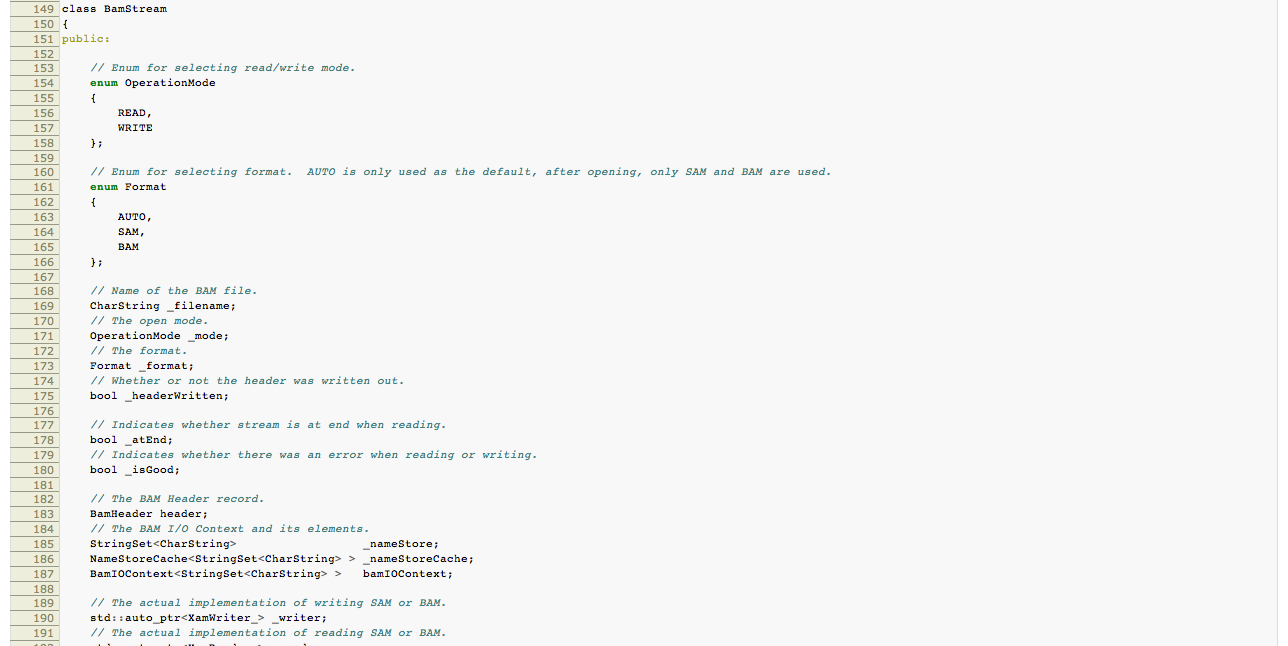 149 class BamStream
150 {
151 public:
152
153     // Enum for selecting read/write mode.
154     enum OperationMode
155     {
156         READ,
157         WRITE
158     };
159
160     // Enum for selecting format.  AUTO is only used as the default, after opening, only SAM and BAM are used.
161     enum Format
162     {
163         AUTO,
164         SAM,
165         BAM
166     };
167
168     // Name of the BAM file.
169     CharString _filename;
170     // The open mode.
171     OperationMode _mode;
172     // The format.
173     Format _format;
174     // Whether or not the header was written out.
175     bool _headerWritten;
176
177     // Indicates whether stream is at end when reading.
178     bool _atEnd;
179     // Indicates whether there was an error when reading or writing.
180     bool _isGood;
181
182     // The BAM Header record.
183     BamHeader header;
184     // The BAM I/O Context and its elements.
185     StringSet<CharString>                  _nameStore;
186     NameStoreCache<StringSet<CharString> > _nameStoreCache;
187     BamIOContext<StringSet<CharString> >   bamIOContext;
188
189     // The actual implementation of writing SAM or BAM.
190     std::auto_ptr<XamWriter_> _writer;
191     // The actual implementation of reading SAM or BAM.